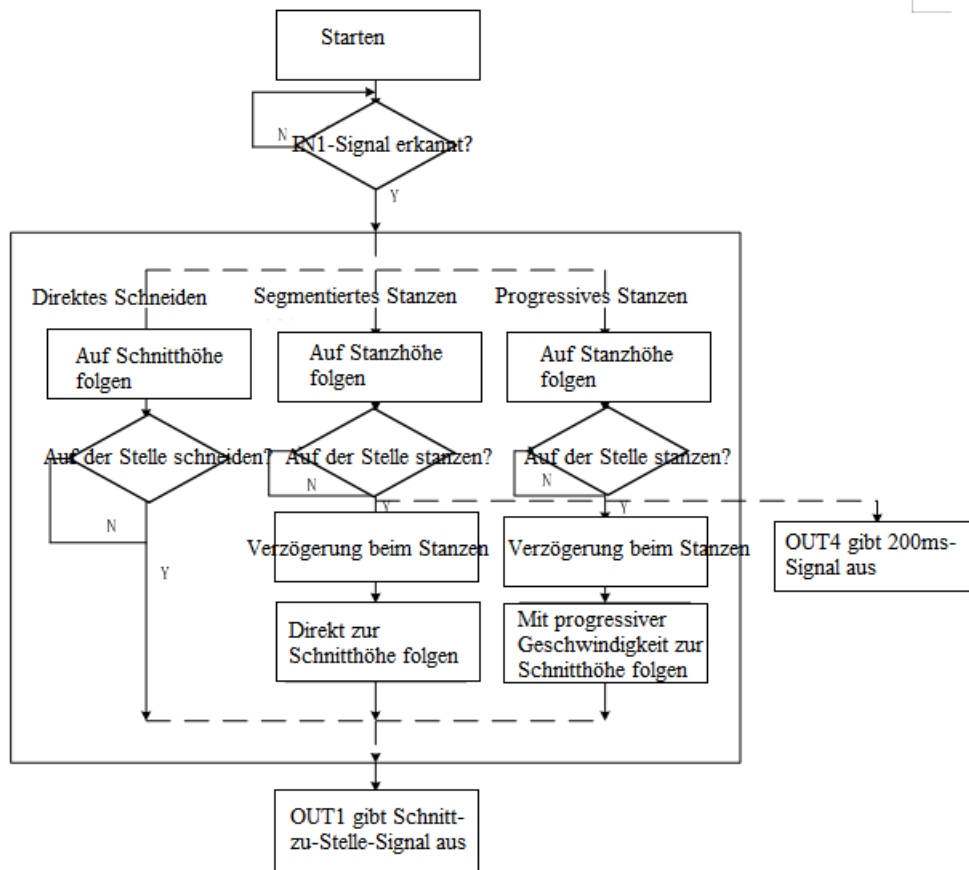 Starten
N
IN1-Signal erkannt?
Y
Direktes Schneiden
Segmentiertes Stanzen
Progressives Stanzen
Auf Schnitthöhe
folgen
Auf Stanzhöhe
folgen
Auf Stanzhöhe
folgen
Auf der Stelle schneiden?
Auf der Stelle stanzen?
Auf der Stelle stanzen?
N
N
N
Y
Y
Y
Verzögerung beim Stanzen
Verzögerung beim Stanzen
OUT4 gibt 200ms-
Signal aus
Direkt zur
Schnitthöhe folgen
Mit progressiver
Geschwindigkeit zur
Schnitthöhe folgen
OUT1 gibt Schnitt-
zu-Stelle-Signal aus